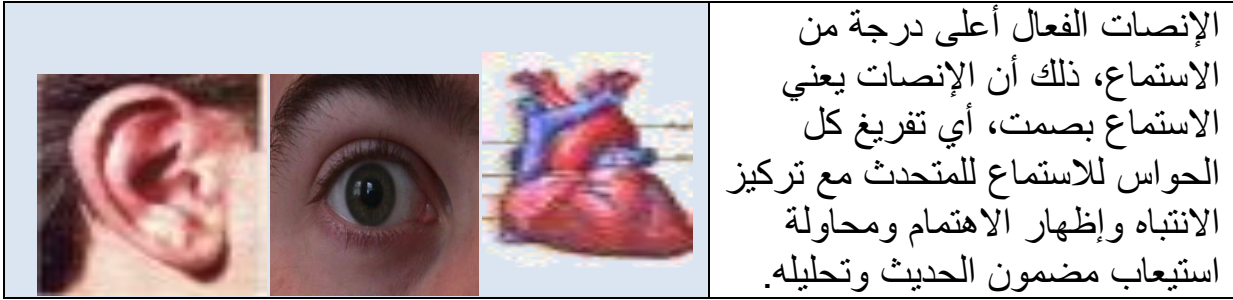 الإنصات الفعال أعلى درجة من
الاستماع، ذلك أن الإنصات يعني
الاستماع بصمت، أي تفريغ كل
الحواس للاستماع للمتحدث مع تركيز
الانتباه وإظهار الاهتمام ومحاولة
استيعاب مضمون الحديث وتحليله.